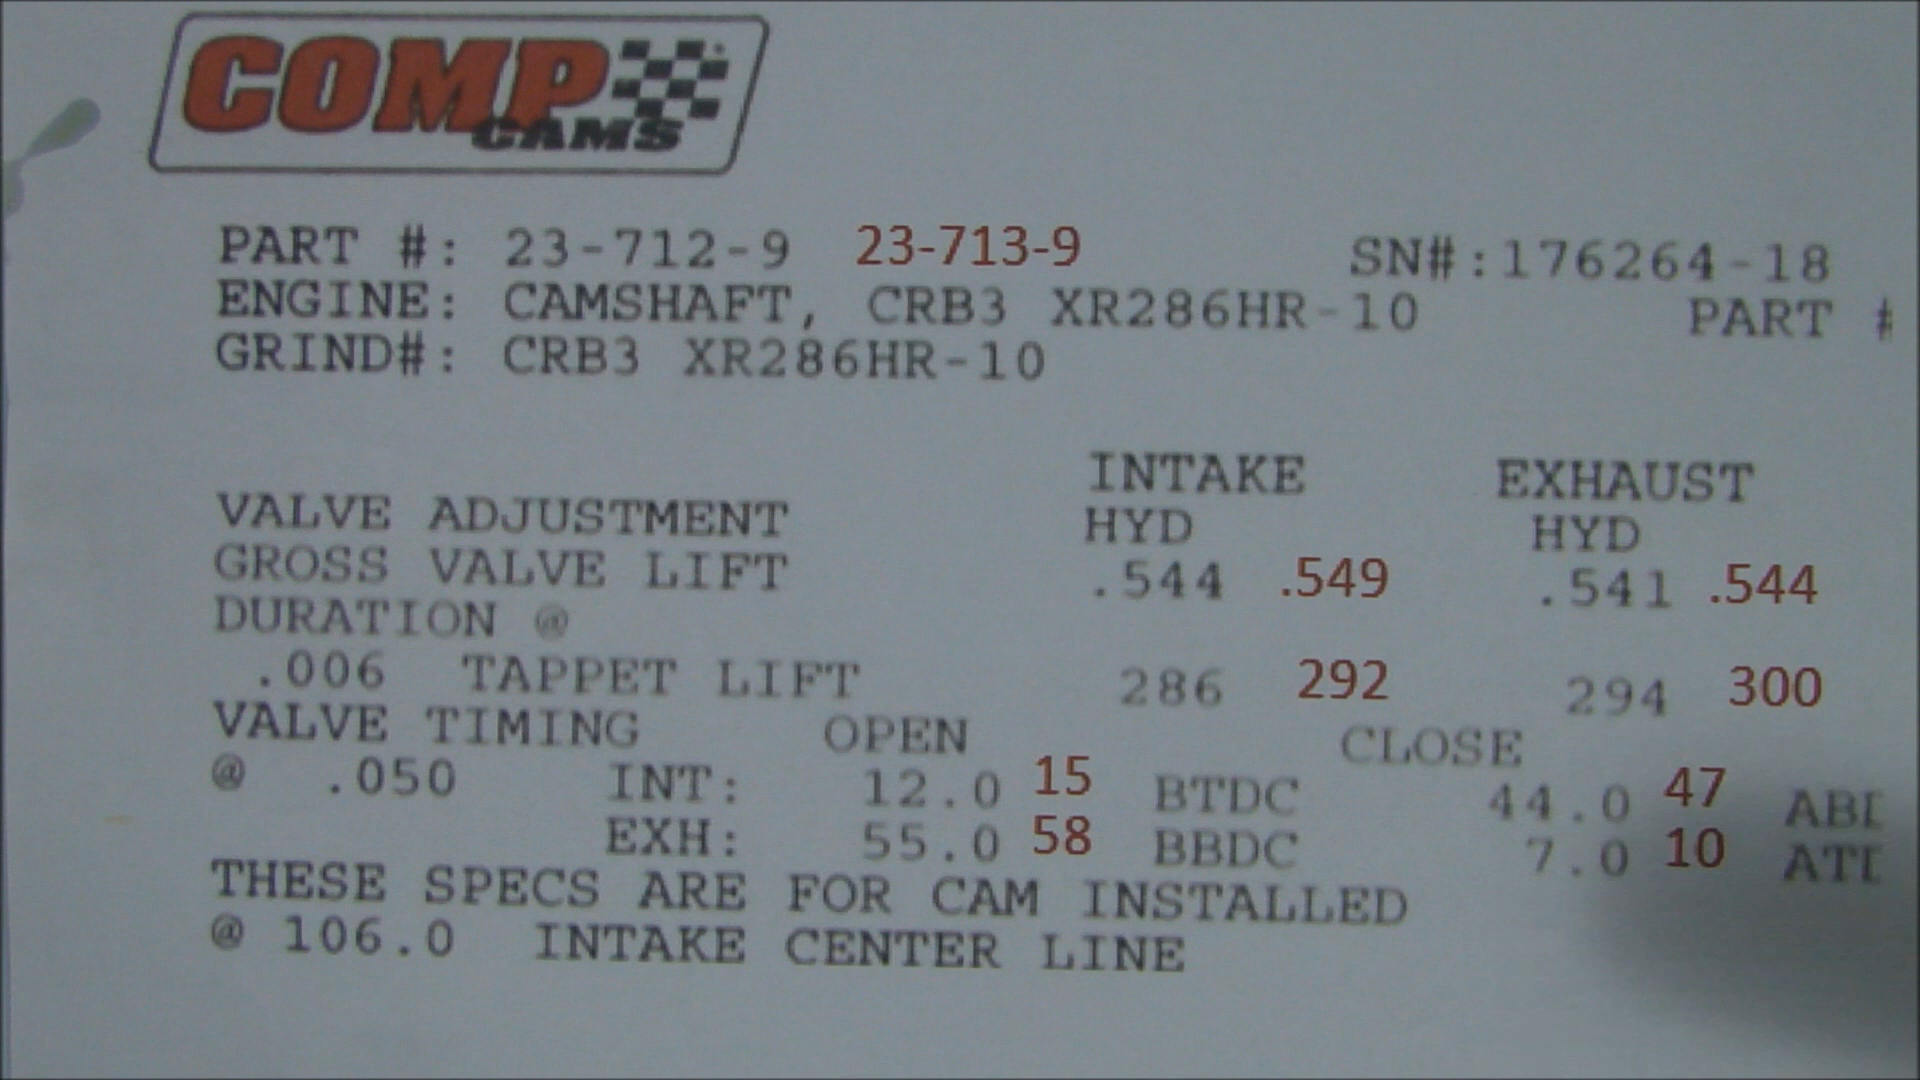 COMP
CAMS
PART #: 23-712-9 23-713-9 SN#:176264-18
ENGINE: CAMSHAFT, CRB3 XR286HR-10 PART #
GRIND#: CRB3 XR286HR-10
INTAKE EXHAUST
VALVE ADJUSTMENT HYD HYD
GROSS VALVE LIFT .544 .549 .541 .544
DURATION @
.006 TAPPET LIFT 286 292 294 300
VALVE TIMING OPEN CLOSE
@ .050 INT: 12.0 15 BTDC 44.0 47
EXH: 55.0 58 BBDC 7.0 10
THESE SPECS ARE FOR CAM INSTALLED
@ 106.0 INTAKE CENTER LINE